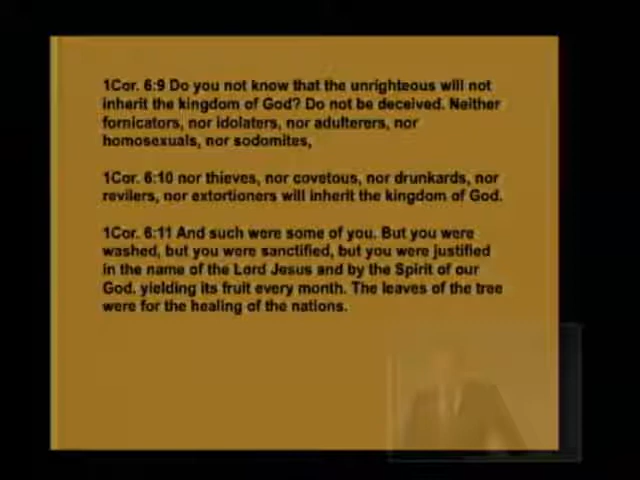 1Cor. 6:9 Do you not know that the unrighteous will not
inherit the kingdom of God? Do not be deceived. Neither
fornicators, nor idolaters, nor adulterers, nor
homosexuals, nor sodomites,
1Cor. 6:10 nor thieves, nor covetous, nor drunkards, nor
revilers, nor extortioners will inherit the kingdom of God.
1Cor. 6:11 And such were some of you. But you were
washed, but you were sanctified, but you were justified
in the name of the Lord Jesus and by the Spirit of our
God. yielding its fruit every month. The leaves of the tree
were for the healing of the nations.